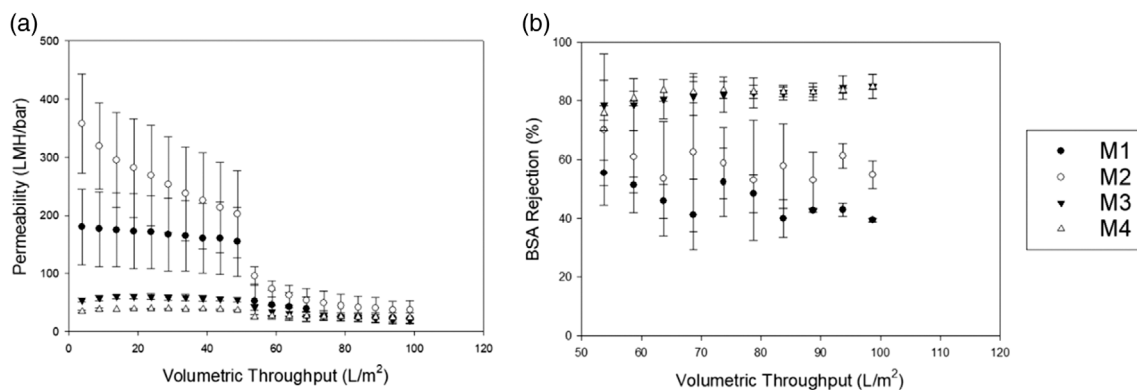 (a)
500
400
300
200
100
0
Permeability (LMH/bar)
0 20 40 60 80 100 120
Volumetric Throughput (L/m²)
(b)
100
80
60
40
20
0
BSA Rejection (%)
50 60 70 80 90 100 110 120
Volumetric Throughput (L/m²)
M1
M2
M3
M4